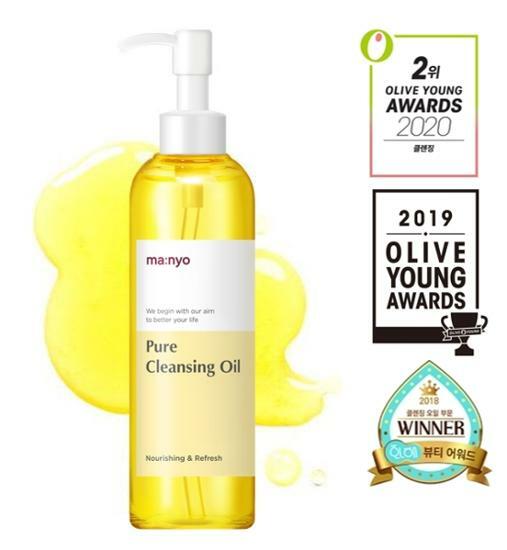 ma:nyo
We begin with our aim
to better your life
Pure
Cleansing Oil
Nourishing & Refresh
2위
OLIVE YOUNG
AWARDS
2020
클렌징
2019
OLIVE
YOUNG
AWARDS
OLIVE YOUNG
2018
클렌징 오일 부문
WINNER
뷰티 어워드